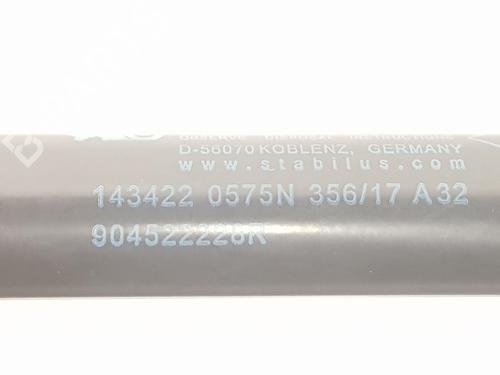 D-56070 KOBLENZ, GERMANY
www.stabilus.com
143422 0575N 356/17 A32
904522228R